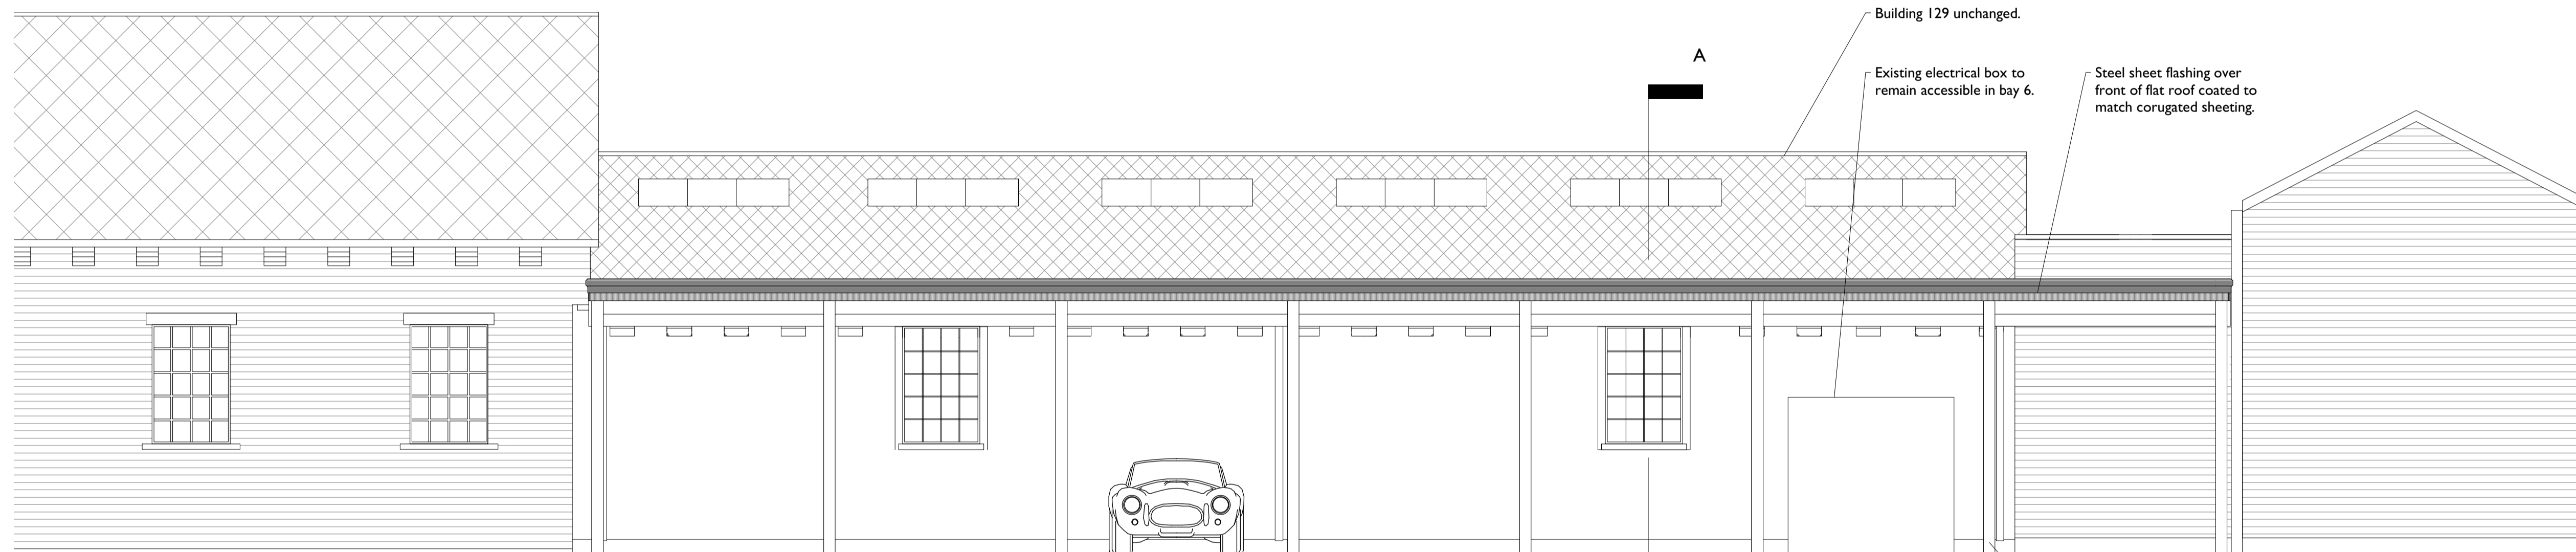 Building 129 unchanged.
A
Existing electrical box to
remain accessible in bay 6.
Steel sheet flashing over
front of flat roof coated to
match corugated sheeting.